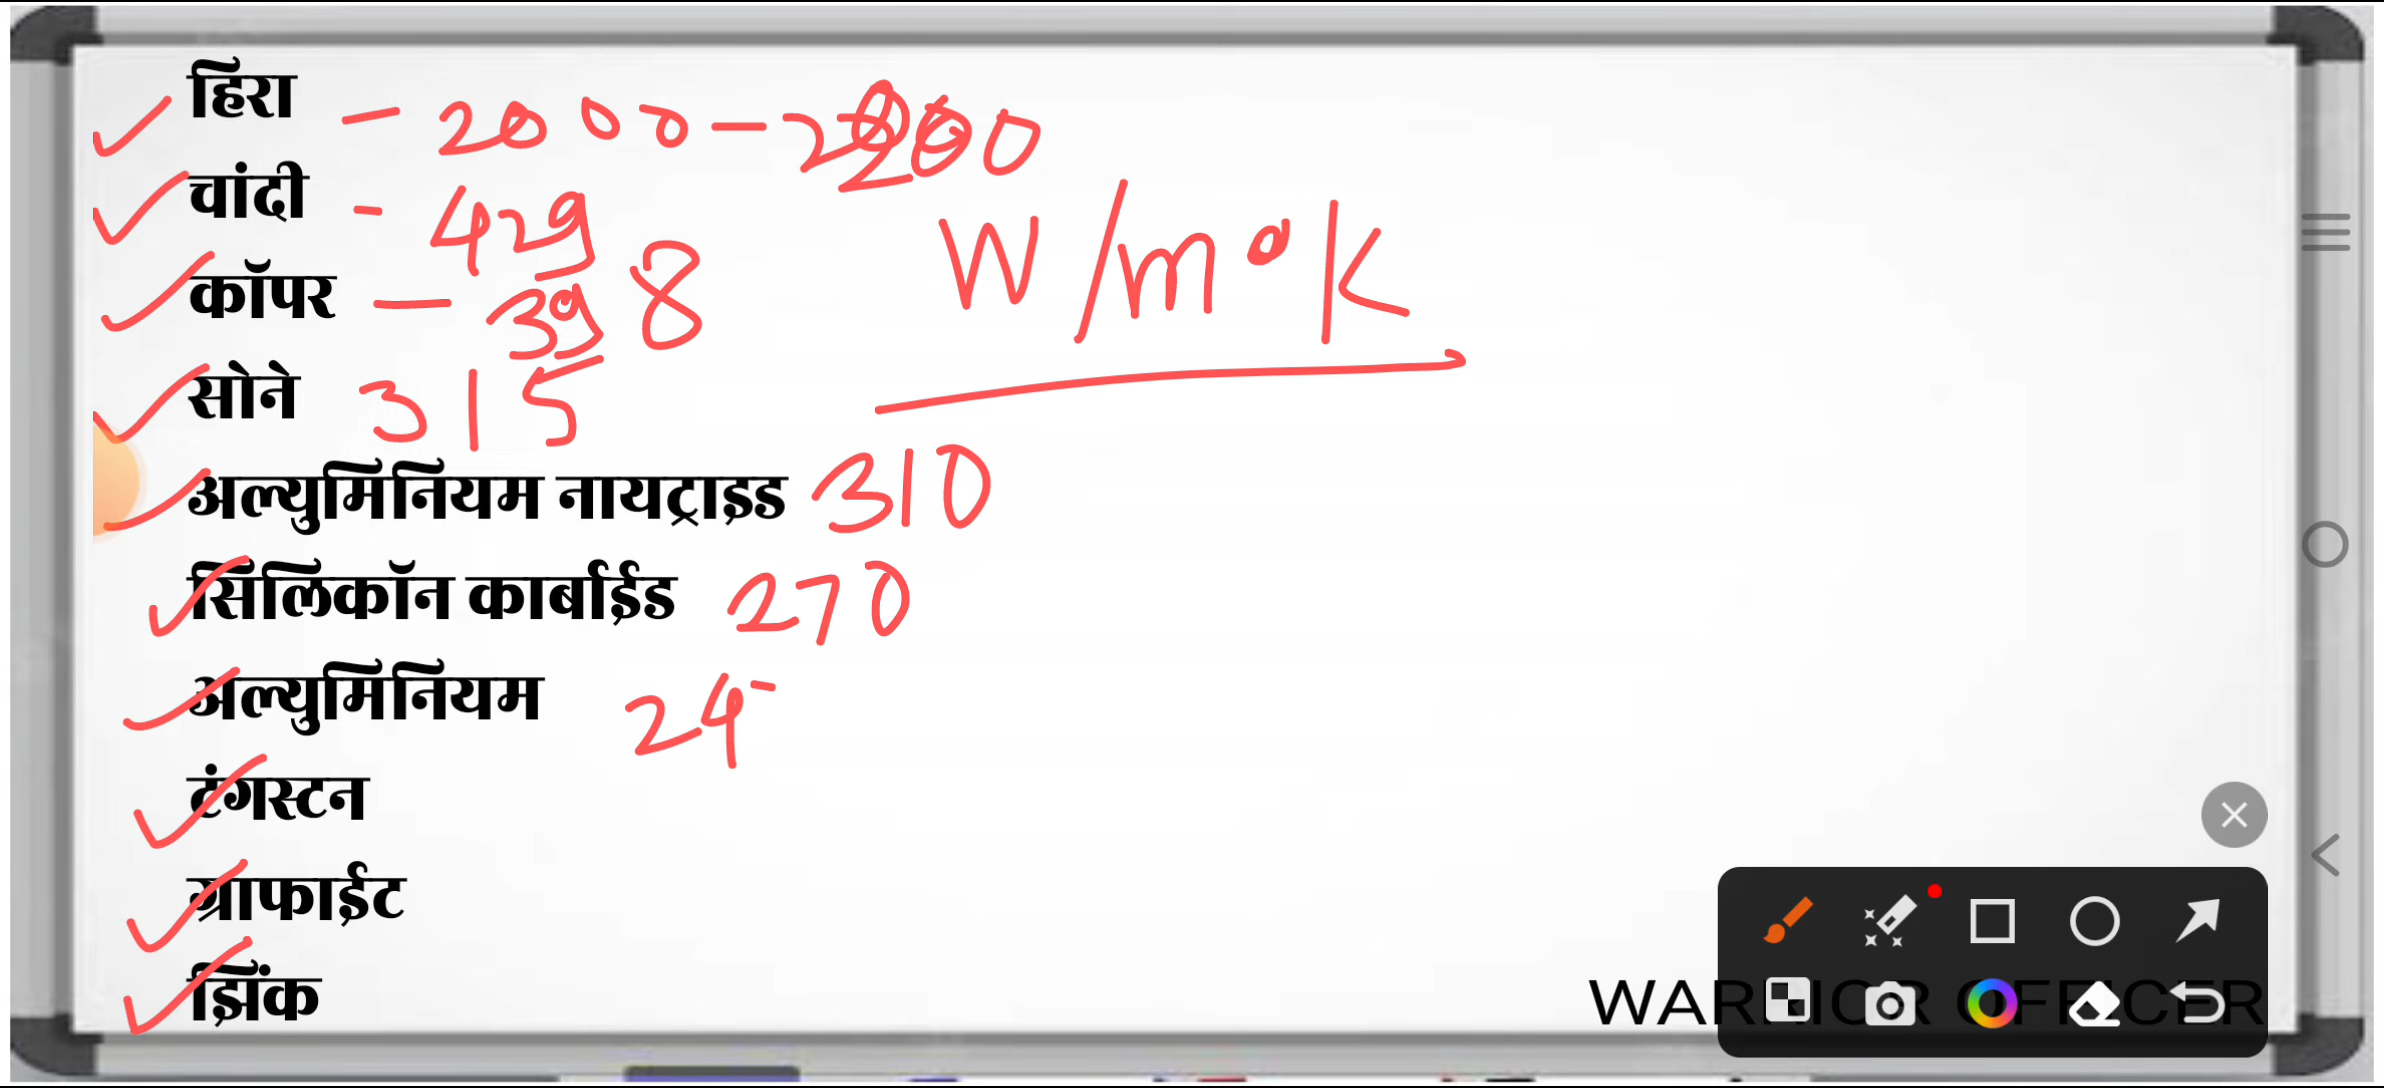 हिरा - 2000 -
चांदी - 429
कॉपर - 398
W/m°K
सोने 315
अल्युमिनियम नायट्राइड 310
सिलिकॉन कार्बाईड 270
अल्युमिनियम 24
टंगस्टन
ग्राफाईट
झिंक
WARRIOR OFFICER